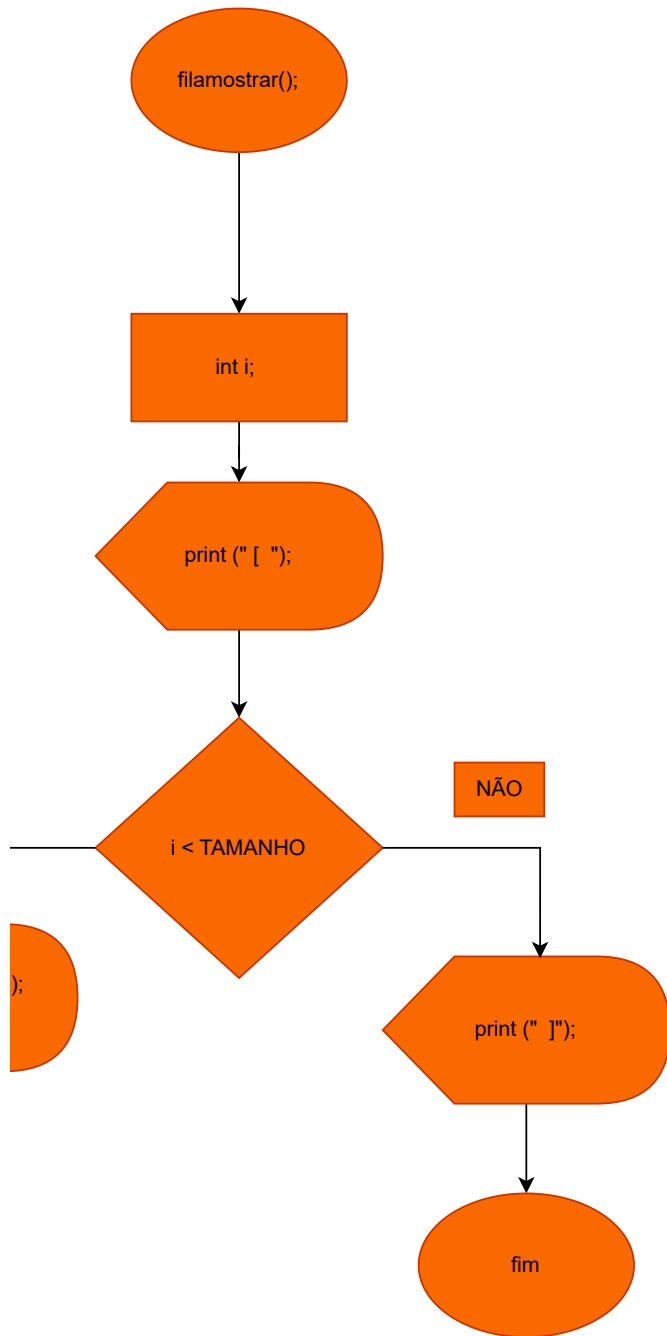 filamostrar();
int i;
print (" [  ");
NÃO
i < TAMANHO
);
print ("  ]");
fim